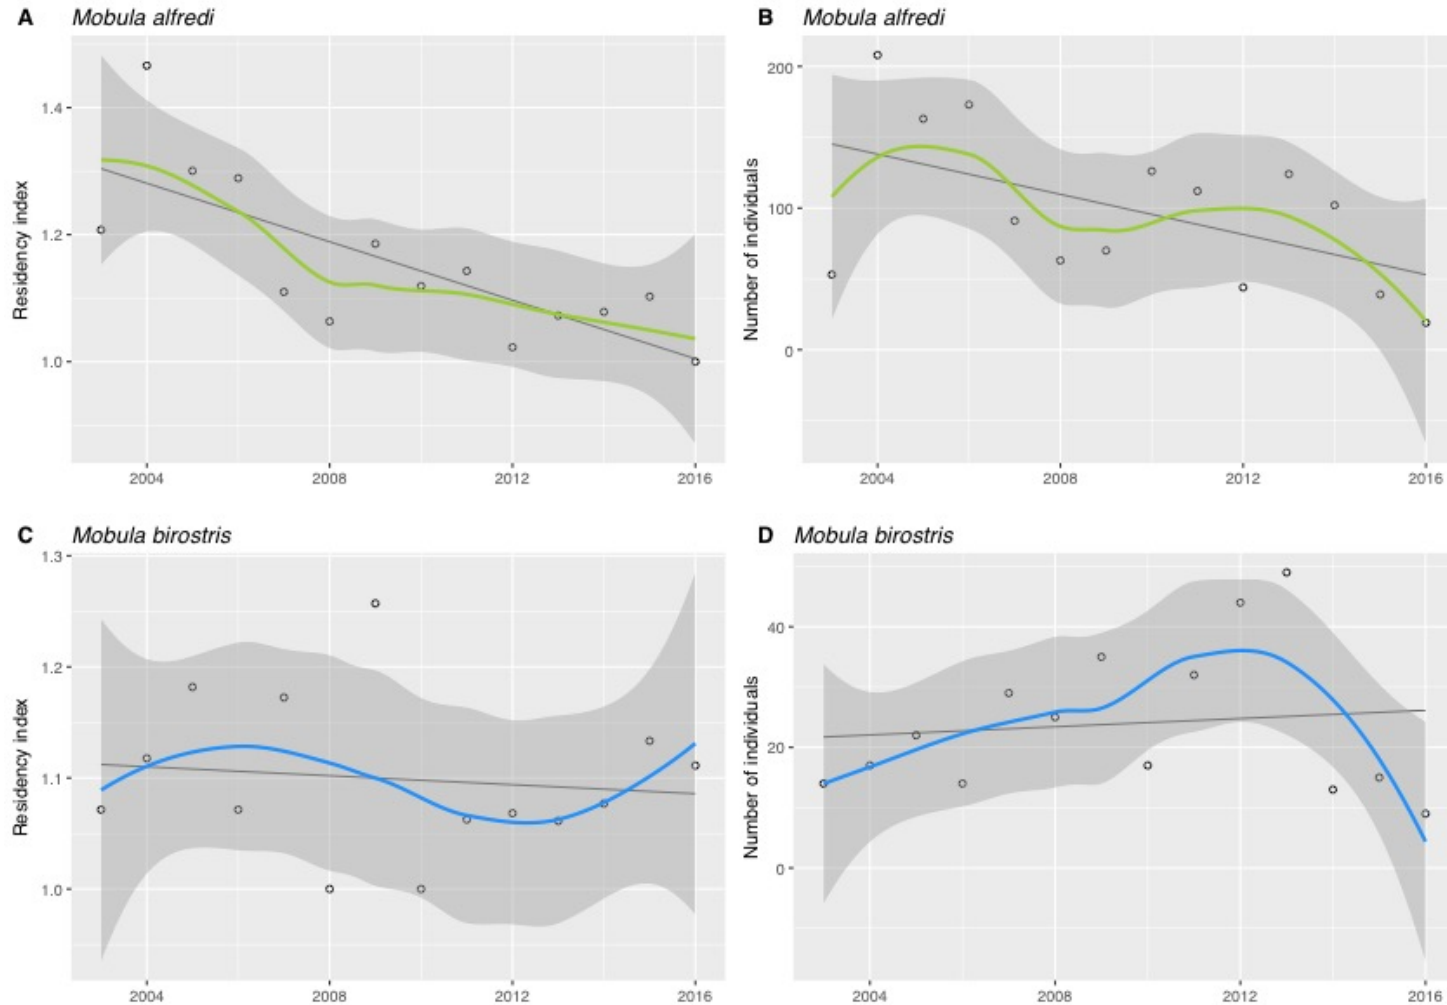 A Mobula alfredi
Residency index
1.4
1.2
1.0
2004 2008 2012 2016
B Mobula alfredi
Number of individuals
200
100
0
2004 2008 2012 2016
C Mobula birostris
Residency index
1.3
1.2
1.1
1.0
2004 2008 2012 2016
D Mobula birostris
Number of individuals
40
20
0
2004 2008 2012 2016